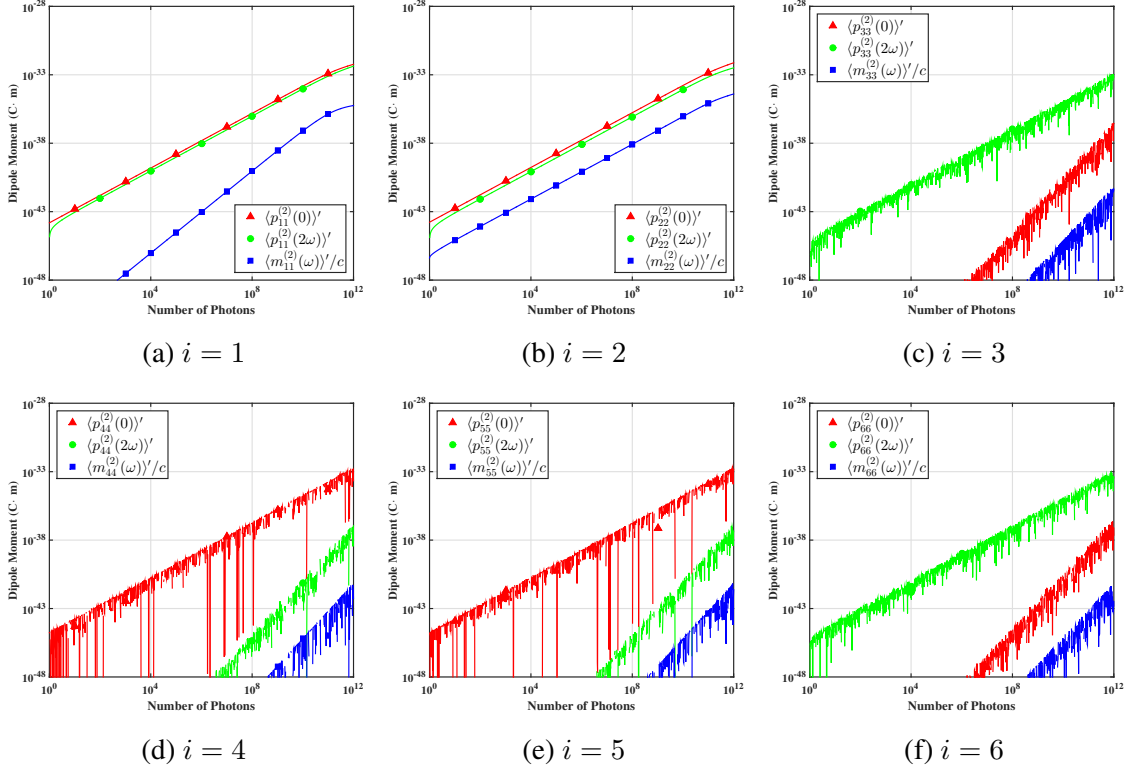 10^-28
10^-33
10^-38
10^-43
10^-48
Dipole Moment (C· m)
⟨p_11^(2)(0)⟩′
⟨p_11^(2)(2ω)⟩′
⟨m_11^(2)(ω)⟩′/c
10^0 10^4 10^8 10^12
Number of Photons
(a) i = 1
10^-28
10^-33
10^-38
10^-43
10^-48
Dipole Moment (C· m)
⟨p_22^(2)(0)⟩′
⟨p_22^(2)(2ω)⟩′
⟨m_22^(2)(ω)⟩′/c
10^0 10^4 10^8 10^12
Number of Photons
(b) i = 2
10^-28
10^-33
10^-38
10^-43
10^-48
Dipole Moment (C· m)
⟨p_33^(2)(0)⟩′
⟨p_33^(2)(2ω)⟩′
⟨m_33^(2)(ω)⟩′/c
10^0 10^4 10^8 10^12
Number of Photons
(c) i = 3
10^-28
10^-33
10^-38
10^-43
10^-48
Dipole Moment (C· m)
⟨p_44^(2)(0)⟩′
⟨p_44^(2)(2ω)⟩′
⟨m_44^(2)(ω)⟩′/c
10^0 10^4 10^8 10^12
Number of Photons
(d) i = 4
10^-28
10^-33
10^-38
10^-43
10^-48
Dipole Moment (C· m)
⟨p_55^(2)(0)⟩′
⟨p_55^(2)(2ω)⟩′
⟨m_55^(2)(ω)⟩′/c
10^0 10^4 10^8 10^12
Number of Photons
(e) i = 5
10^-28
10^-33
10^-38
10^-43
10^-48
Dipole Moment (C· m)
⟨p_66^(2)(0)⟩′
⟨p_66^(2)(2ω)⟩′
⟨m_66^(2)(ω)⟩′/c
10^0 10^4 10^8 10^12
Number of Photons
(f) i = 6